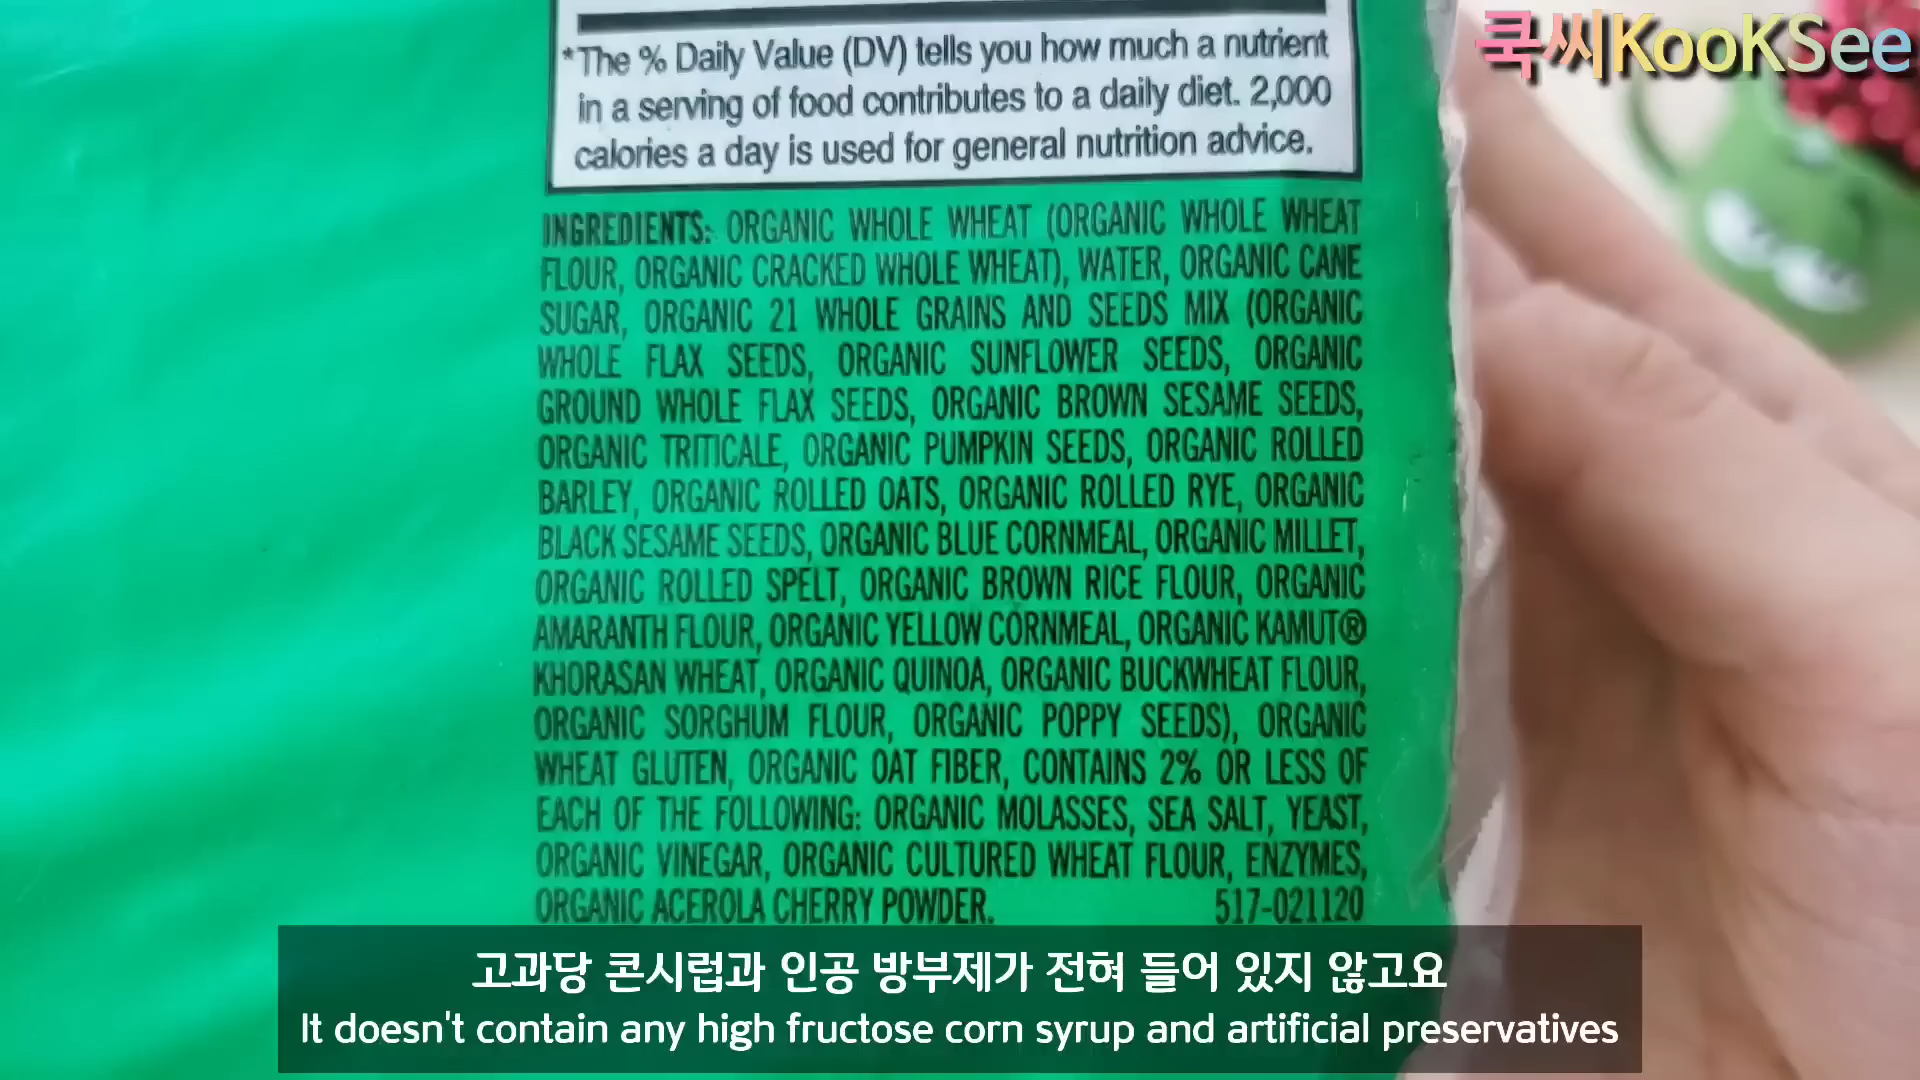 쿡씨KooKSee
*The % Daily Value (DV) tells you how much a nutrient
in a serving of food contributes to a daily diet. 2,000
calories a day is used for general nutrition advice.
INGREDIENTS: ORGANIC WHOLE WHEAT (ORGANIC WHOLE WHEAT
FLOUR, ORGANIC CRACKED WHOLE WHEAT), WATER, ORGANIC CANE
SUGAR, ORGANIC 21 WHOLE GRAINS AND SEEDS MIX (ORGANIC
WHOLE FLAX SEEDS, ORGANIC SUNFLOWER SEEDS, ORGANIC
GROUND WHOLE FLAX SEEDS, ORGANIC BROWN SESAME SEEDS,
ORGANIC TRITICALE, ORGANIC PUMPKIN SEEDS, ORGANIC ROLLED
BARLEY, ORGANIC ROLLED OATS, ORGANIC ROLLED RYE, ORGANIC
BLACK SESAME SEEDS, ORGANIC BLUE CORNMEAL, ORGANIC MILLET,
ORGANIC ROLLED SPELT, ORGANIC BROWN RICE FLOUR, ORGANIC
AMARANTH FLOUR, ORGANIC YELLOW CORNMEAL, ORGANIC KAMUT®
KHORASAN WHEAT, ORGANIC QUINOA, ORGANIC BUCKWHEAT FLOUR,
ORGANIC SORGHUM FLOUR, ORGANIC POPPY SEEDS), ORGANIC
WHEAT GLUTEN, ORGANIC OAT FIBER, CONTAINS 2% OR LESS OF
EACH OF THE FOLLOWING: ORGANIC MOLASSES, SEA SALT, YEAST,
ORGANIC VINEGAR, ORGANIC CULTURED WHEAT FLOUR, ENZYMES,
ORGANIC ACEROLA CHERRY POWDER. 517-021120
고과당 콘시럽과 인공 방부제가 전혀 들어 있지 않고요
It doesn't contain any high fructose corn syrup and artificial preservatives